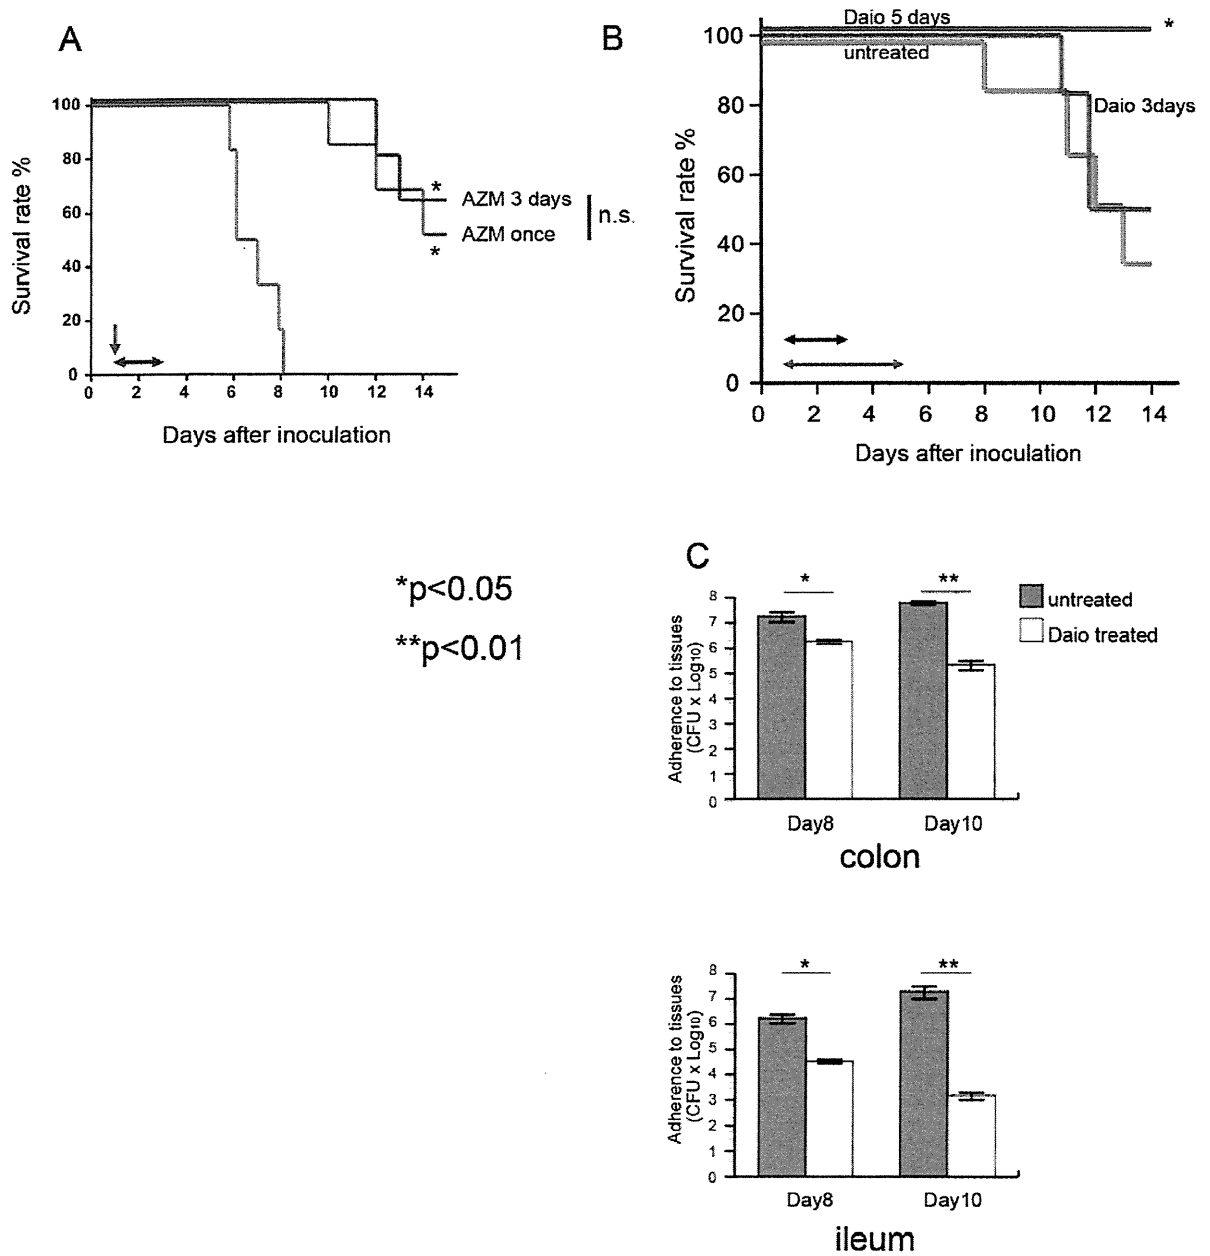 A
100
80
60
40
20
0
Survival rate %
0 2 4 6 8 10 12 14
Days after inoculation
*
AZM 3 days
AZM once
*
n.s.
B
Daio 5 days
*
untreated
Daio 3days
100
80
60
40
20
0
Survival rate %
0 2 4 6 8 10 12 14
Days after inoculation
*p<0.05
**p<0.01
C
*
**
untreated
Daio treated
8
7
6
5
4
3
2
1
0
Adherence to tissues
(CFU x Log10)
Day8 Day10
colon
*
**
8
7
6
5
4
3
2
1
0
Adherence to tissues
(CFU x Log10)
Day8 Day10
ileum